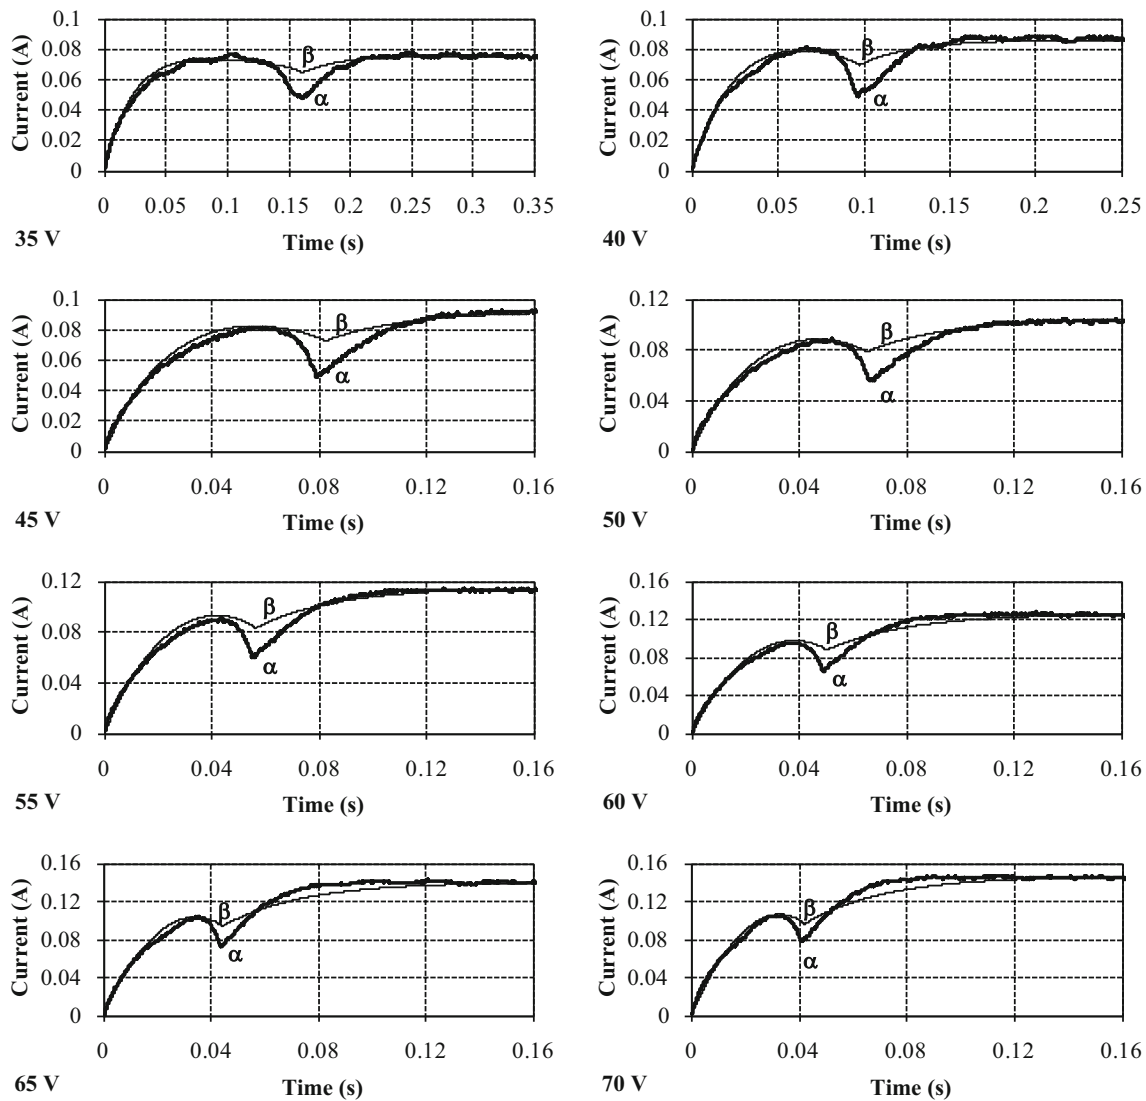 0.1
0.08
0.06
0.04
0.02
0
Current (A)
β
α
0 0.05 0.1 0.15 0.2 0.25 0.3 0.35
35 V
Time (s)
0.1
0.08
0.06
0.04
0.02
0
Current (A)
β
α
0 0.05 0.1 0.15 0.2 0.25
40 V
Time (s)
0.1
0.08
0.06
0.04
0.02
0
Current (A)
β
α
0 0.04 0.08 0.12 0.16
45 V
Time (s)
0.12
0.08
0.04
0
Current (A)
β
α
0 0.04 0.08 0.12 0.16
50 V
Time (s)
0.12
0.08
0.04
0
Current (A)
β
α
0 0.04 0.08 0.12 0.16
55 V
Time (s)
0.16
0.12
0.08
0.04
0
Current (A)
β
α
0 0.04 0.08 0.12 0.16
60 V
Time (s)
0.16
0.12
0.08
0.04
0
Current (A)
β
α
0 0.04 0.08 0.12 0.16
65 V
Time (s)
0.16
0.12
0.08
0.04
0
Current (A)
β
α
0 0.04 0.08 0.12 0.16
70 V
Time (s)